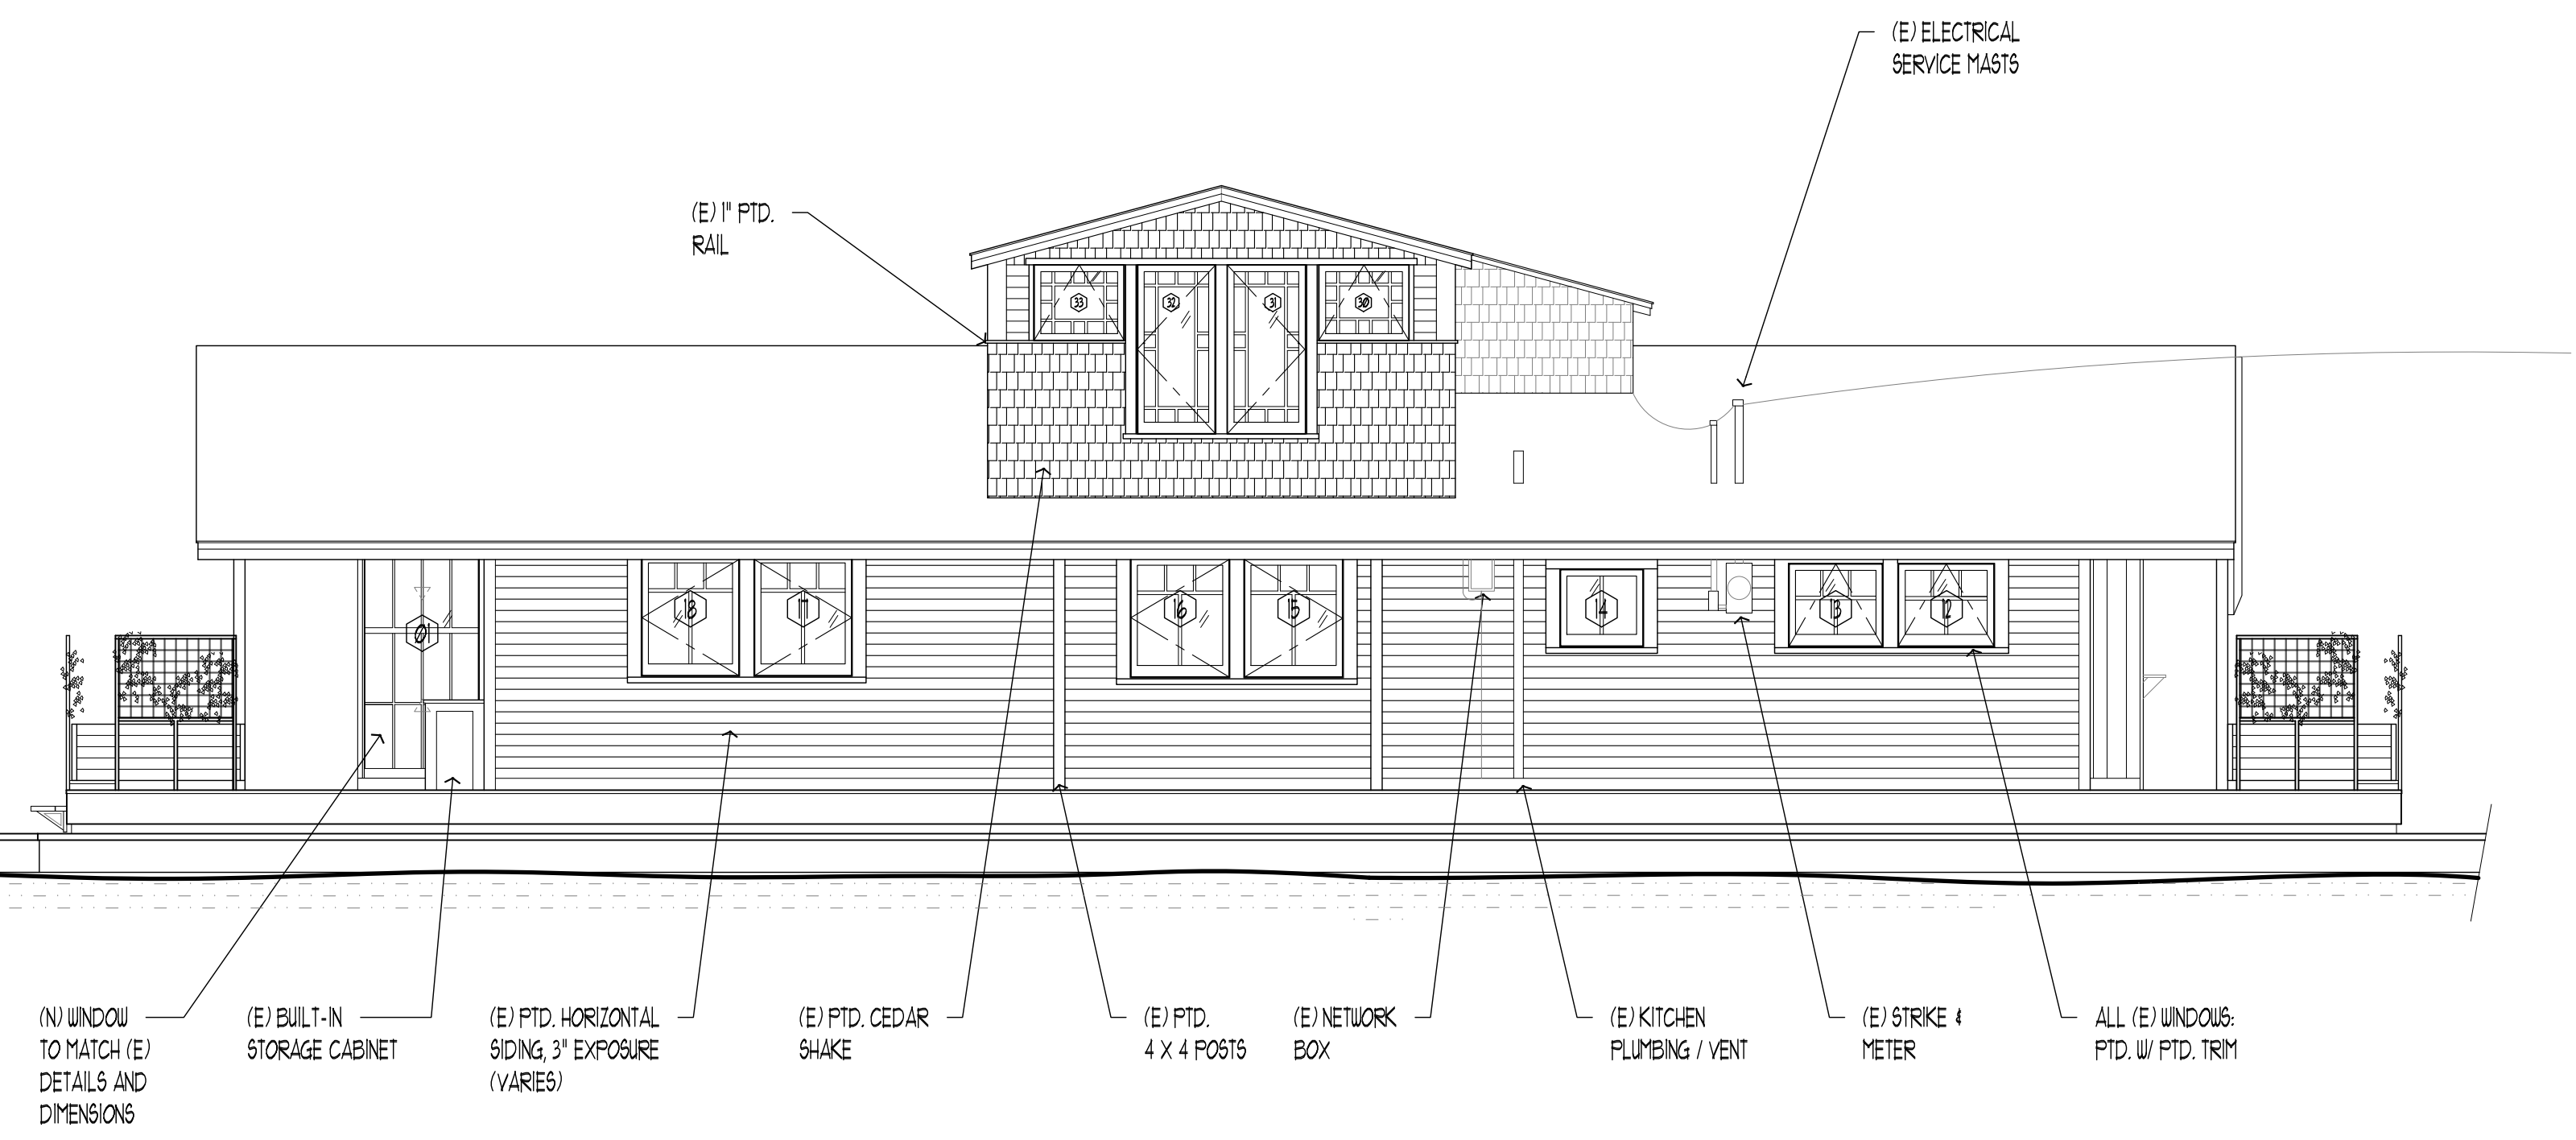 (E) ELECTRICAL
SERVICE MASTS
(E) 1" PTD.
RAIL
33
32
31
30
18
17
16
15
14
13
12
01
(N) WINDOW
TO MATCH (E)
DETAILS AND
DIMENSIONS
(E) BUILT-IN
STORAGE CABINET
(E) PTD. HORIZONTAL
SIDING, 3" EXPOSURE
(VARIES)
(E) PTD. CEDAR
SHAKE
(E) PTD.
4 X 4 POSTS
(E) NETWORK
BOX
(E) KITCHEN
PLUMBING / VENT
(E) STRIKE &
METER
ALL (E) WINDOWS:
PTD. W/ PTD. TRIM